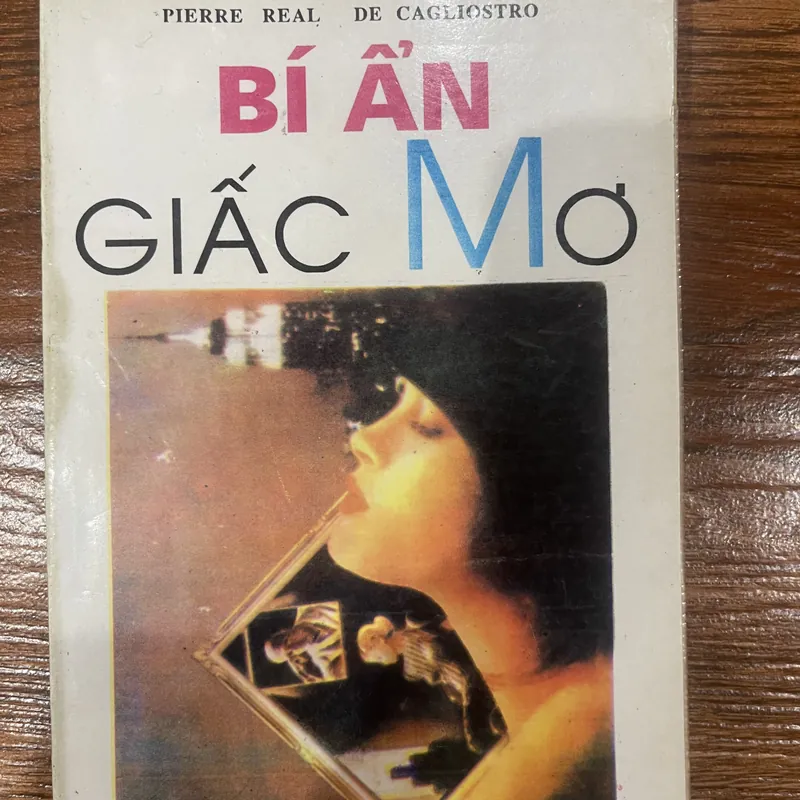 PIERRE REAL DE CAGLIOSTRO
BÍ ẨN
GIẤC MƠ